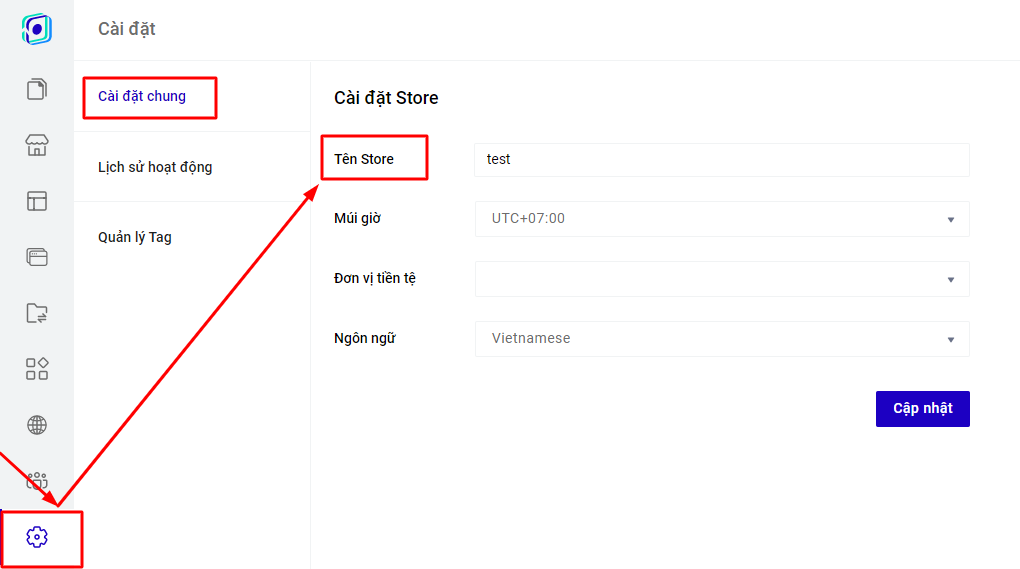 Cài đặt
Cài đặt chung
Lịch sử hoạt động
Quản lý Tag
Cài đặt Store
Tên Store
test
Múi giờ
UTC+07:00
Đơn vị tiền tệ
Ngôn ngữ
Vietnamese
Cập nhật